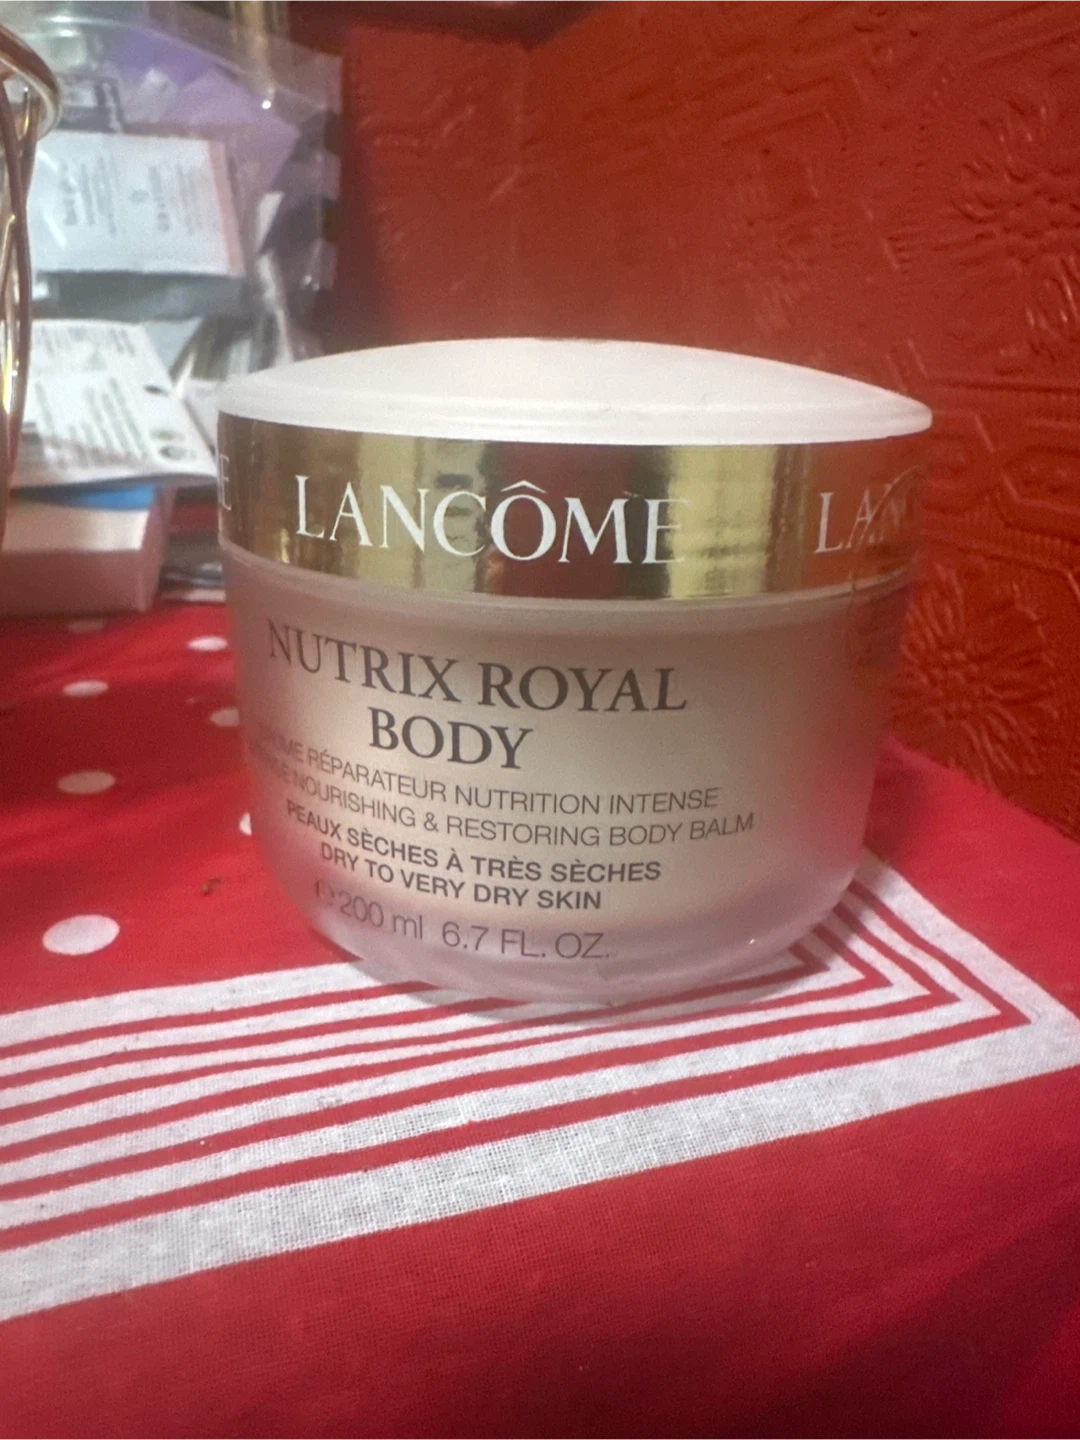 LANCÔME
LA
NUTRIX ROYAL
BODY
RÉPARATEUR NUTRITION INTENSE
NOURISHING & RESTORING BODY BALM
PEAUX SÈCHES À TRÈS SÈCHES
DRY TO VERY DRY SKIN
℮ 200 ml 6.7 FL. OZ.